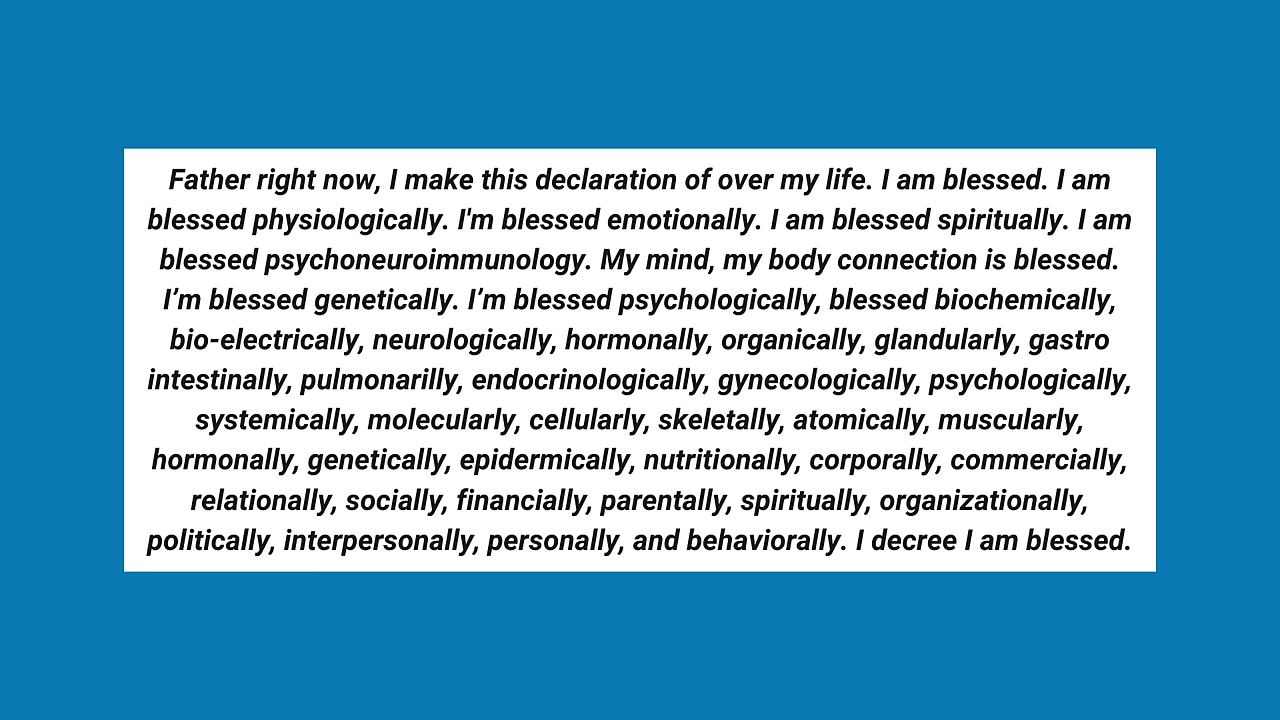 Father right now, I make this declaration of over my life. I am blessed. I am
blessed physiologically. I'm blessed emotionally. I am blessed spiritually. I am
blessed psychoneuroimmunology. My mind, my body connection is blessed.
I’m blessed genetically. I’m blessed psychologically, blessed biochemically,
bio-electrically, neurologically, hormonally, organically, glandularly, gastro
intestinally, pulmonarilly, endocrinologically, gynecologically, psychologically,
systemically, molecularly, cellularly, skeletally, atomically, muscularly,
hormonally, genetically, epidermically, nutritionally, corporally, commercially,
relationally, socially, financially, parentally, spiritually, organizationally,
politically, interpersonally, personally, and behaviorally. I decree I am blessed.